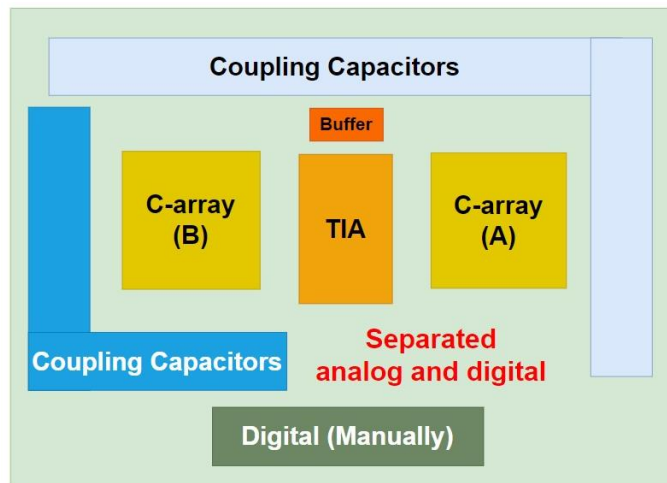 Coupling Capacitors
Buffer
C-array
(B)
TIA
C-array
(A)
Separated
analog and digital
Coupling Capacitors
Digital (Manually)